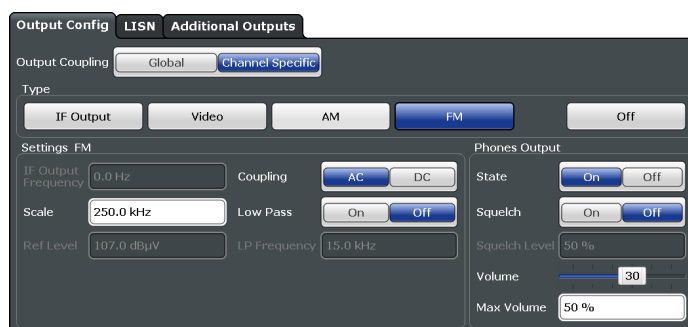 Output Config LISN Additional Outputs
Output Coupling Global Channel Specific
Type
IF Output Video AM FM Off
Settings FM Phones Output
IF Output Frequency 0.0 Hz Coupling AC DC State On Off
Scale 250.0 kHz Low Pass On Off Squelch On Off
Ref Level 107.0 dBµV LP Frequency 15.0 kHz Squelch Level 50 %
Volume 30
Max Volume 50 %